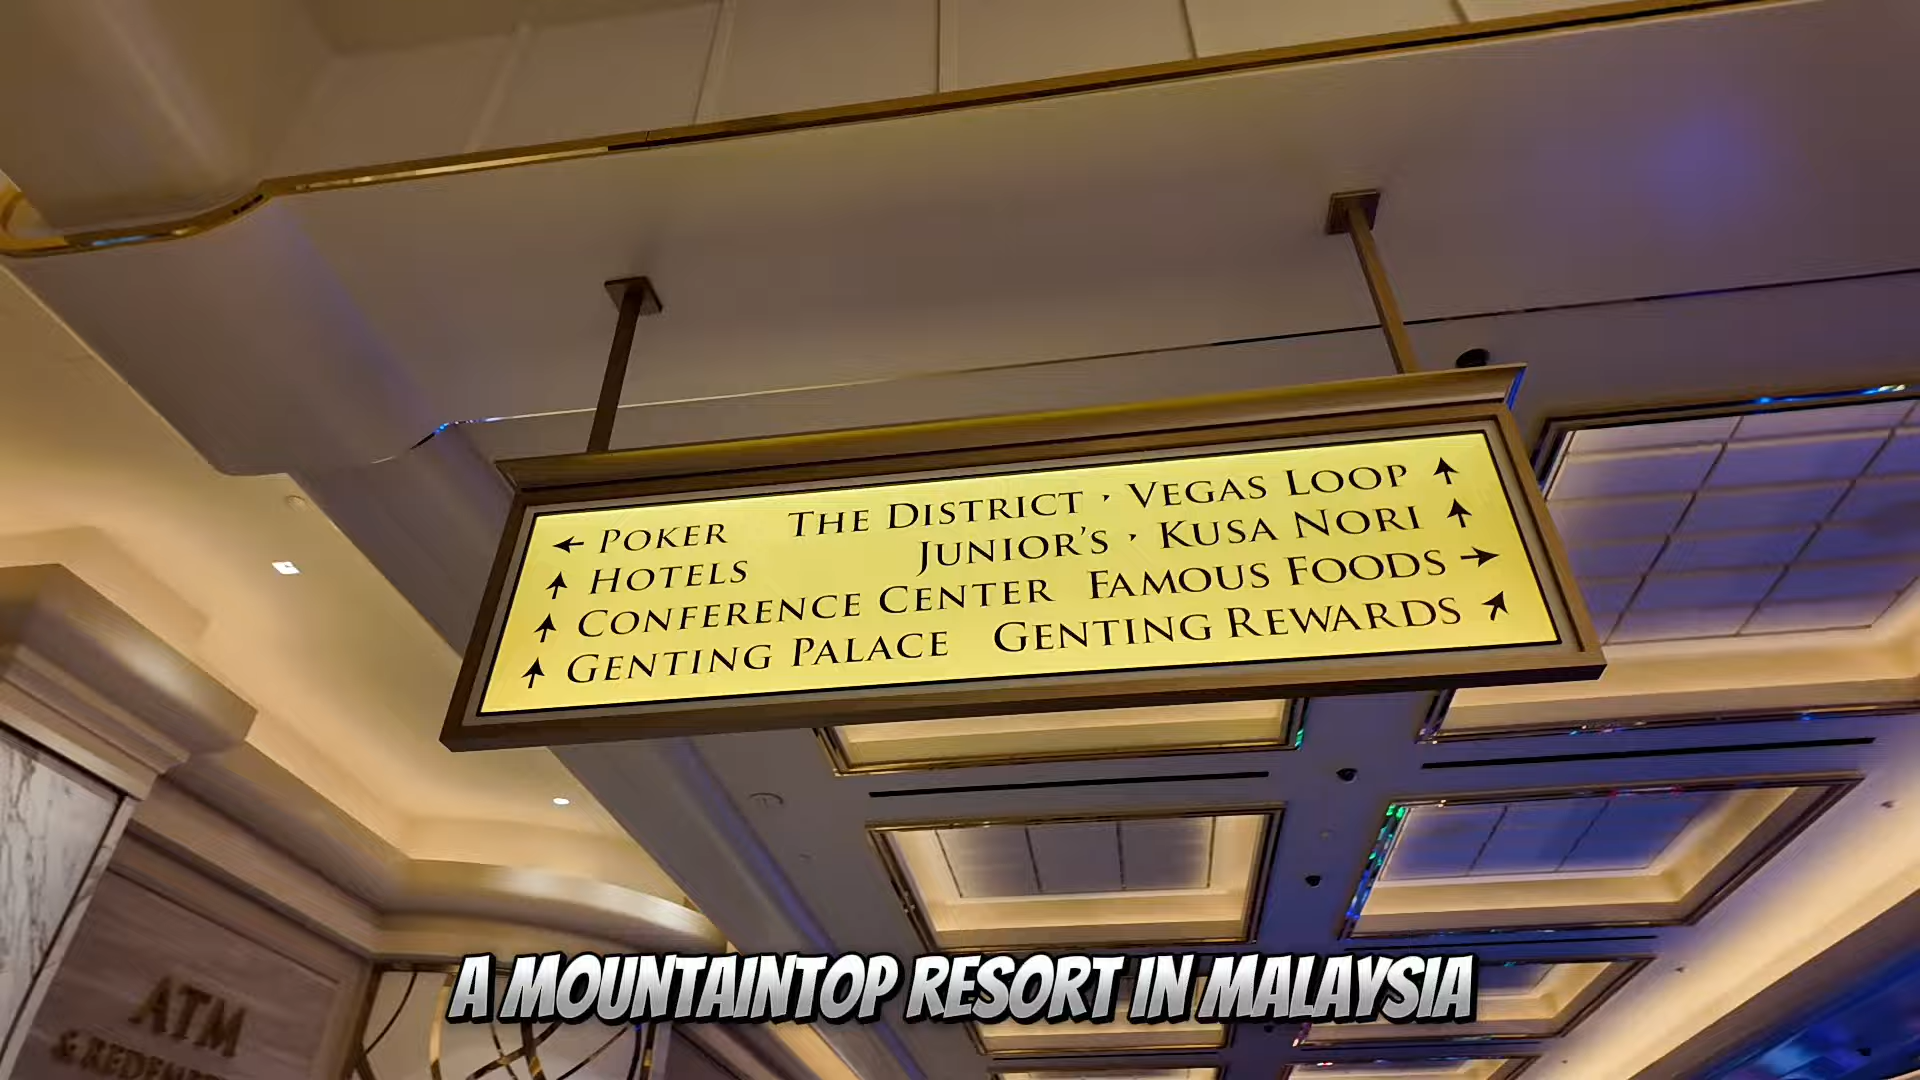 ← POKER THE DISTRICT · VEGAS LOOP ↑
↑ HOTELS JUNIOR'S · KUSA NORI ↑
↑ CONFERENCE CENTER FAMOUS FOODS →
↑ GENTING PALACE GENTING REWARDS ↗
ATM
A MOUNTAINTOP RESORT IN MALAYSIA